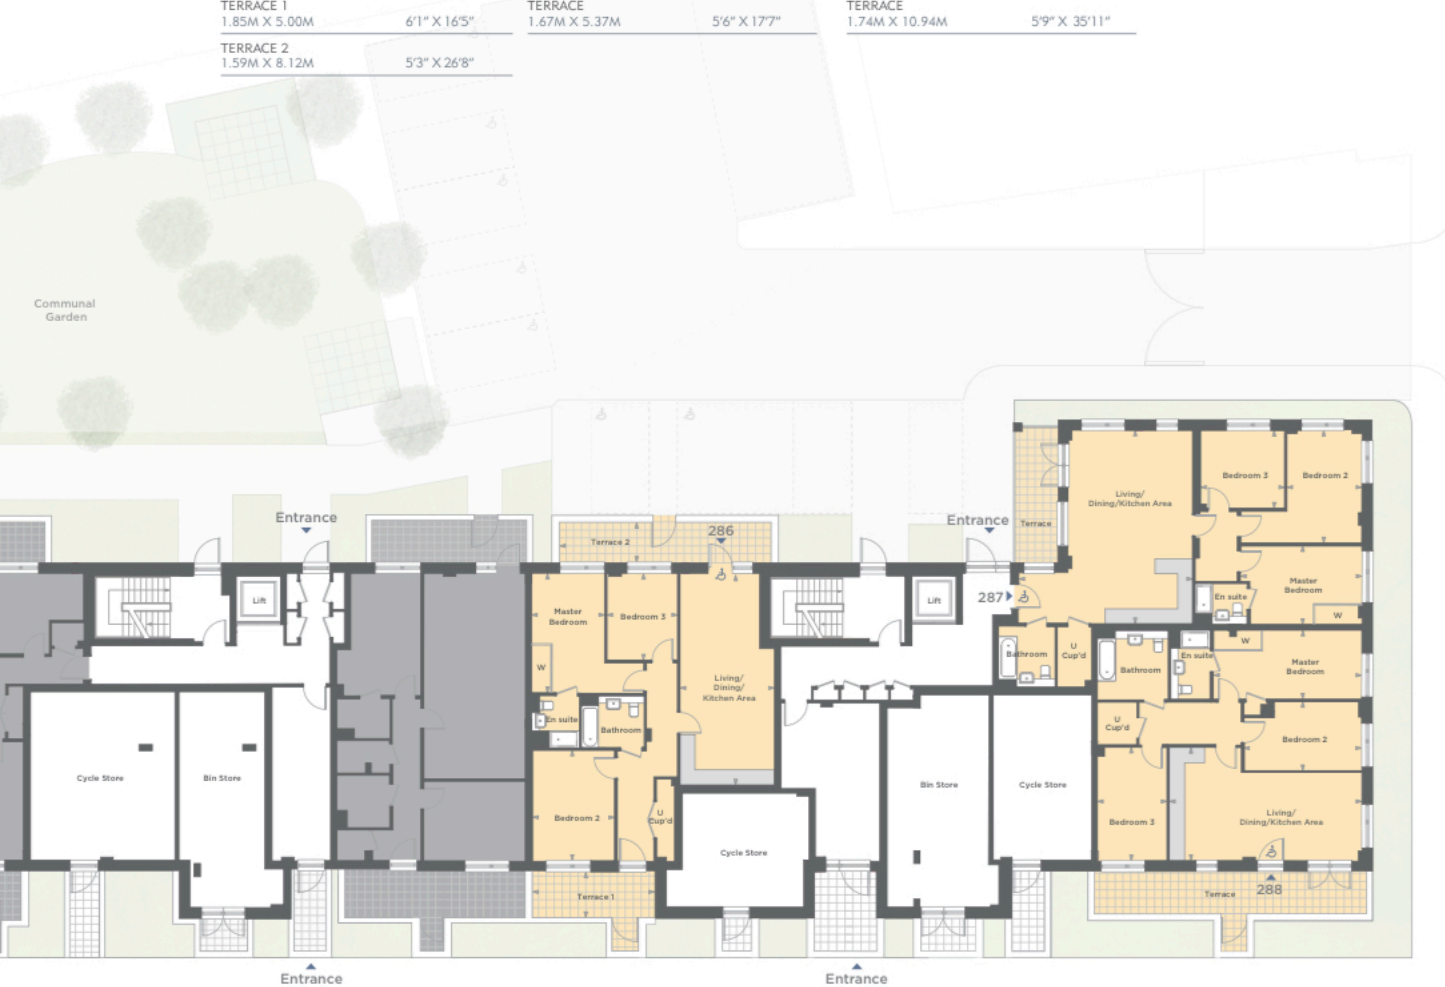 TERRACE 1
1.85M X 5.00M 6'1" X 16'5"
TERRACE 2
1.59M X 8.12M 5'3" X 26'8"
TERRACE
1.67M X 5.37M 5'6" X 17'7"
TERRACE
1.74M X 10.94M 5'9" X 35'11"
Communal
Garden
Entrance
Lift
Cycle Store
Bin Store
Entrance
Terrace 2
286
Master
Bedroom
Bedroom 3
W
Living/
Dining/
Kitchen Area
En suite
Bathroom
Bedroom 2
U
Cup'd
Terrace 1
Cycle Store
Lift
Entrance
287
Bin Store
Cycle Store
Entrance
Terrace
Living/
Dining/Kitchen Area
Bedroom 3
Bedroom 2
Master
Bedroom
En suite
W
Bathroom
U
Cup'd
Bathroom
En suite
W
Master
Bedroom
U
Cup'd
Bedroom 2
Bedroom 3
Living/
Dining/Kitchen Area
Terrace
288